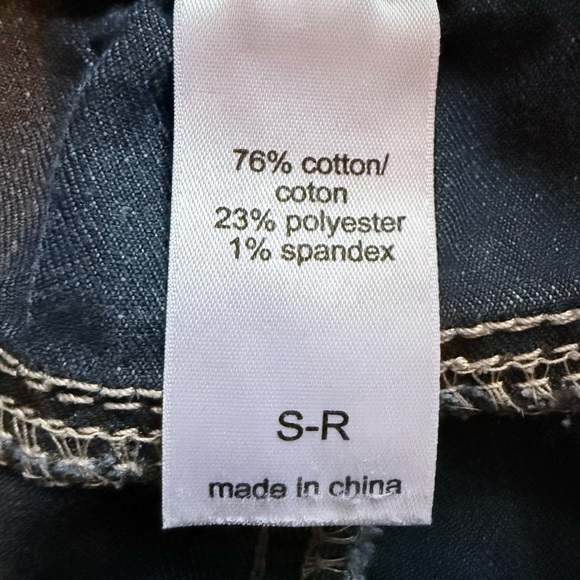 76% cotton/
coton
23% polyester
1% spandex
S-R
made in china